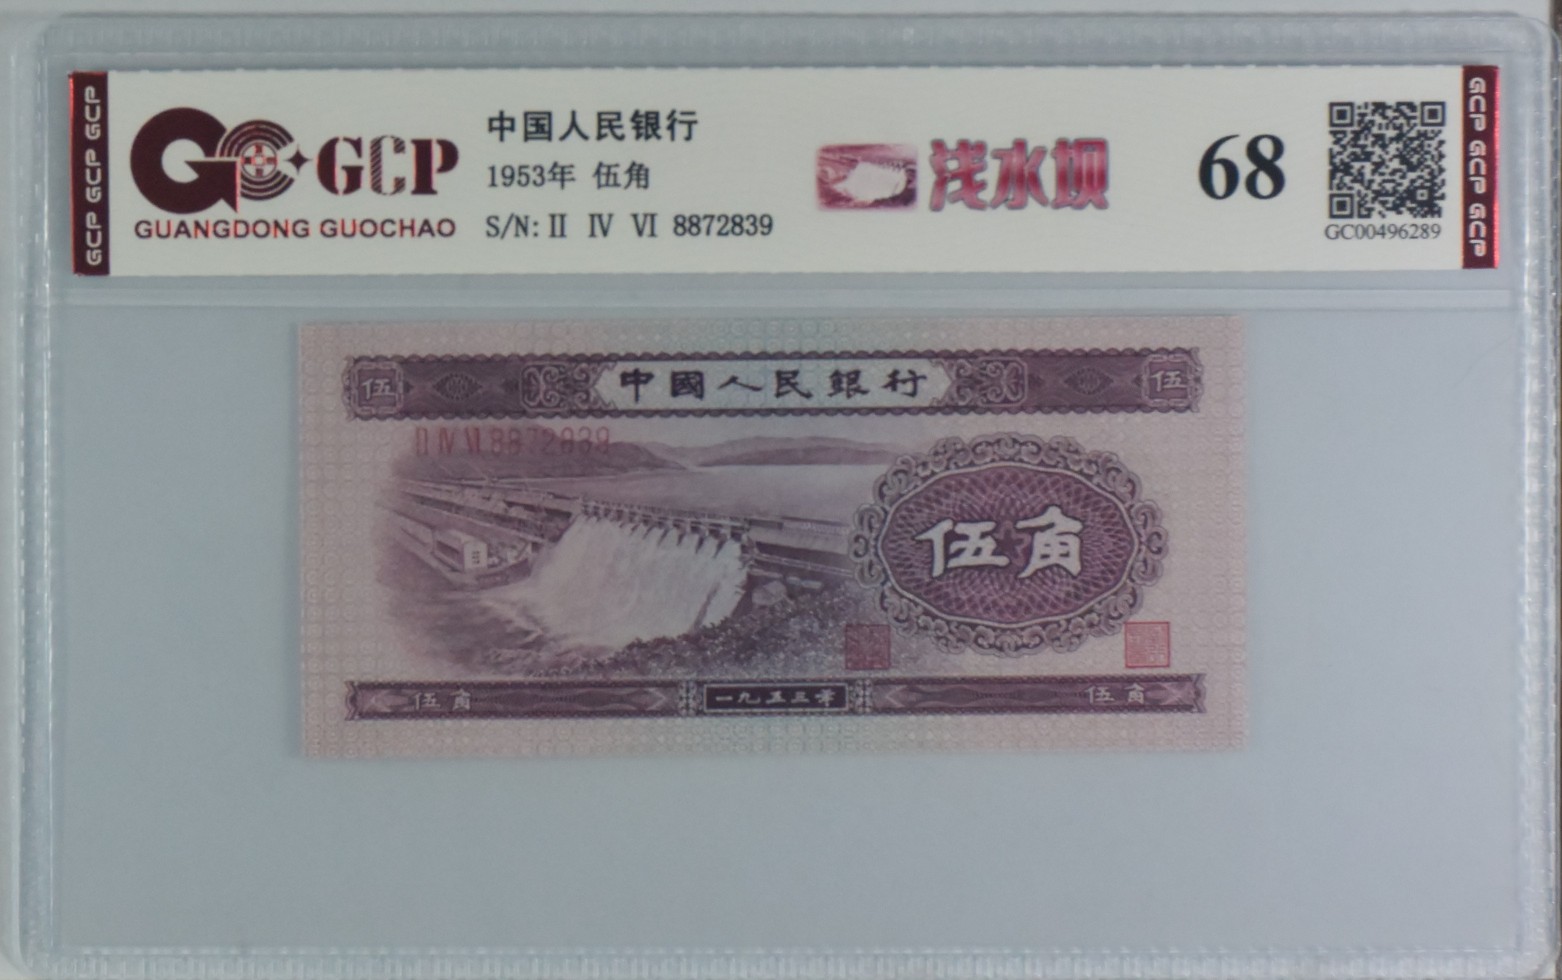 GCP GCP GCP
GCP
GUANGDONG GUOCHAO
中国人民银行
1953年 伍角
S/N: II IV VI 8872839
浅水坝
68
GC00496289
GCP GCP GCP
伍
中國人民銀行
伍
II IV VI 8872839
伍角
伍角
一九五三年
伍角